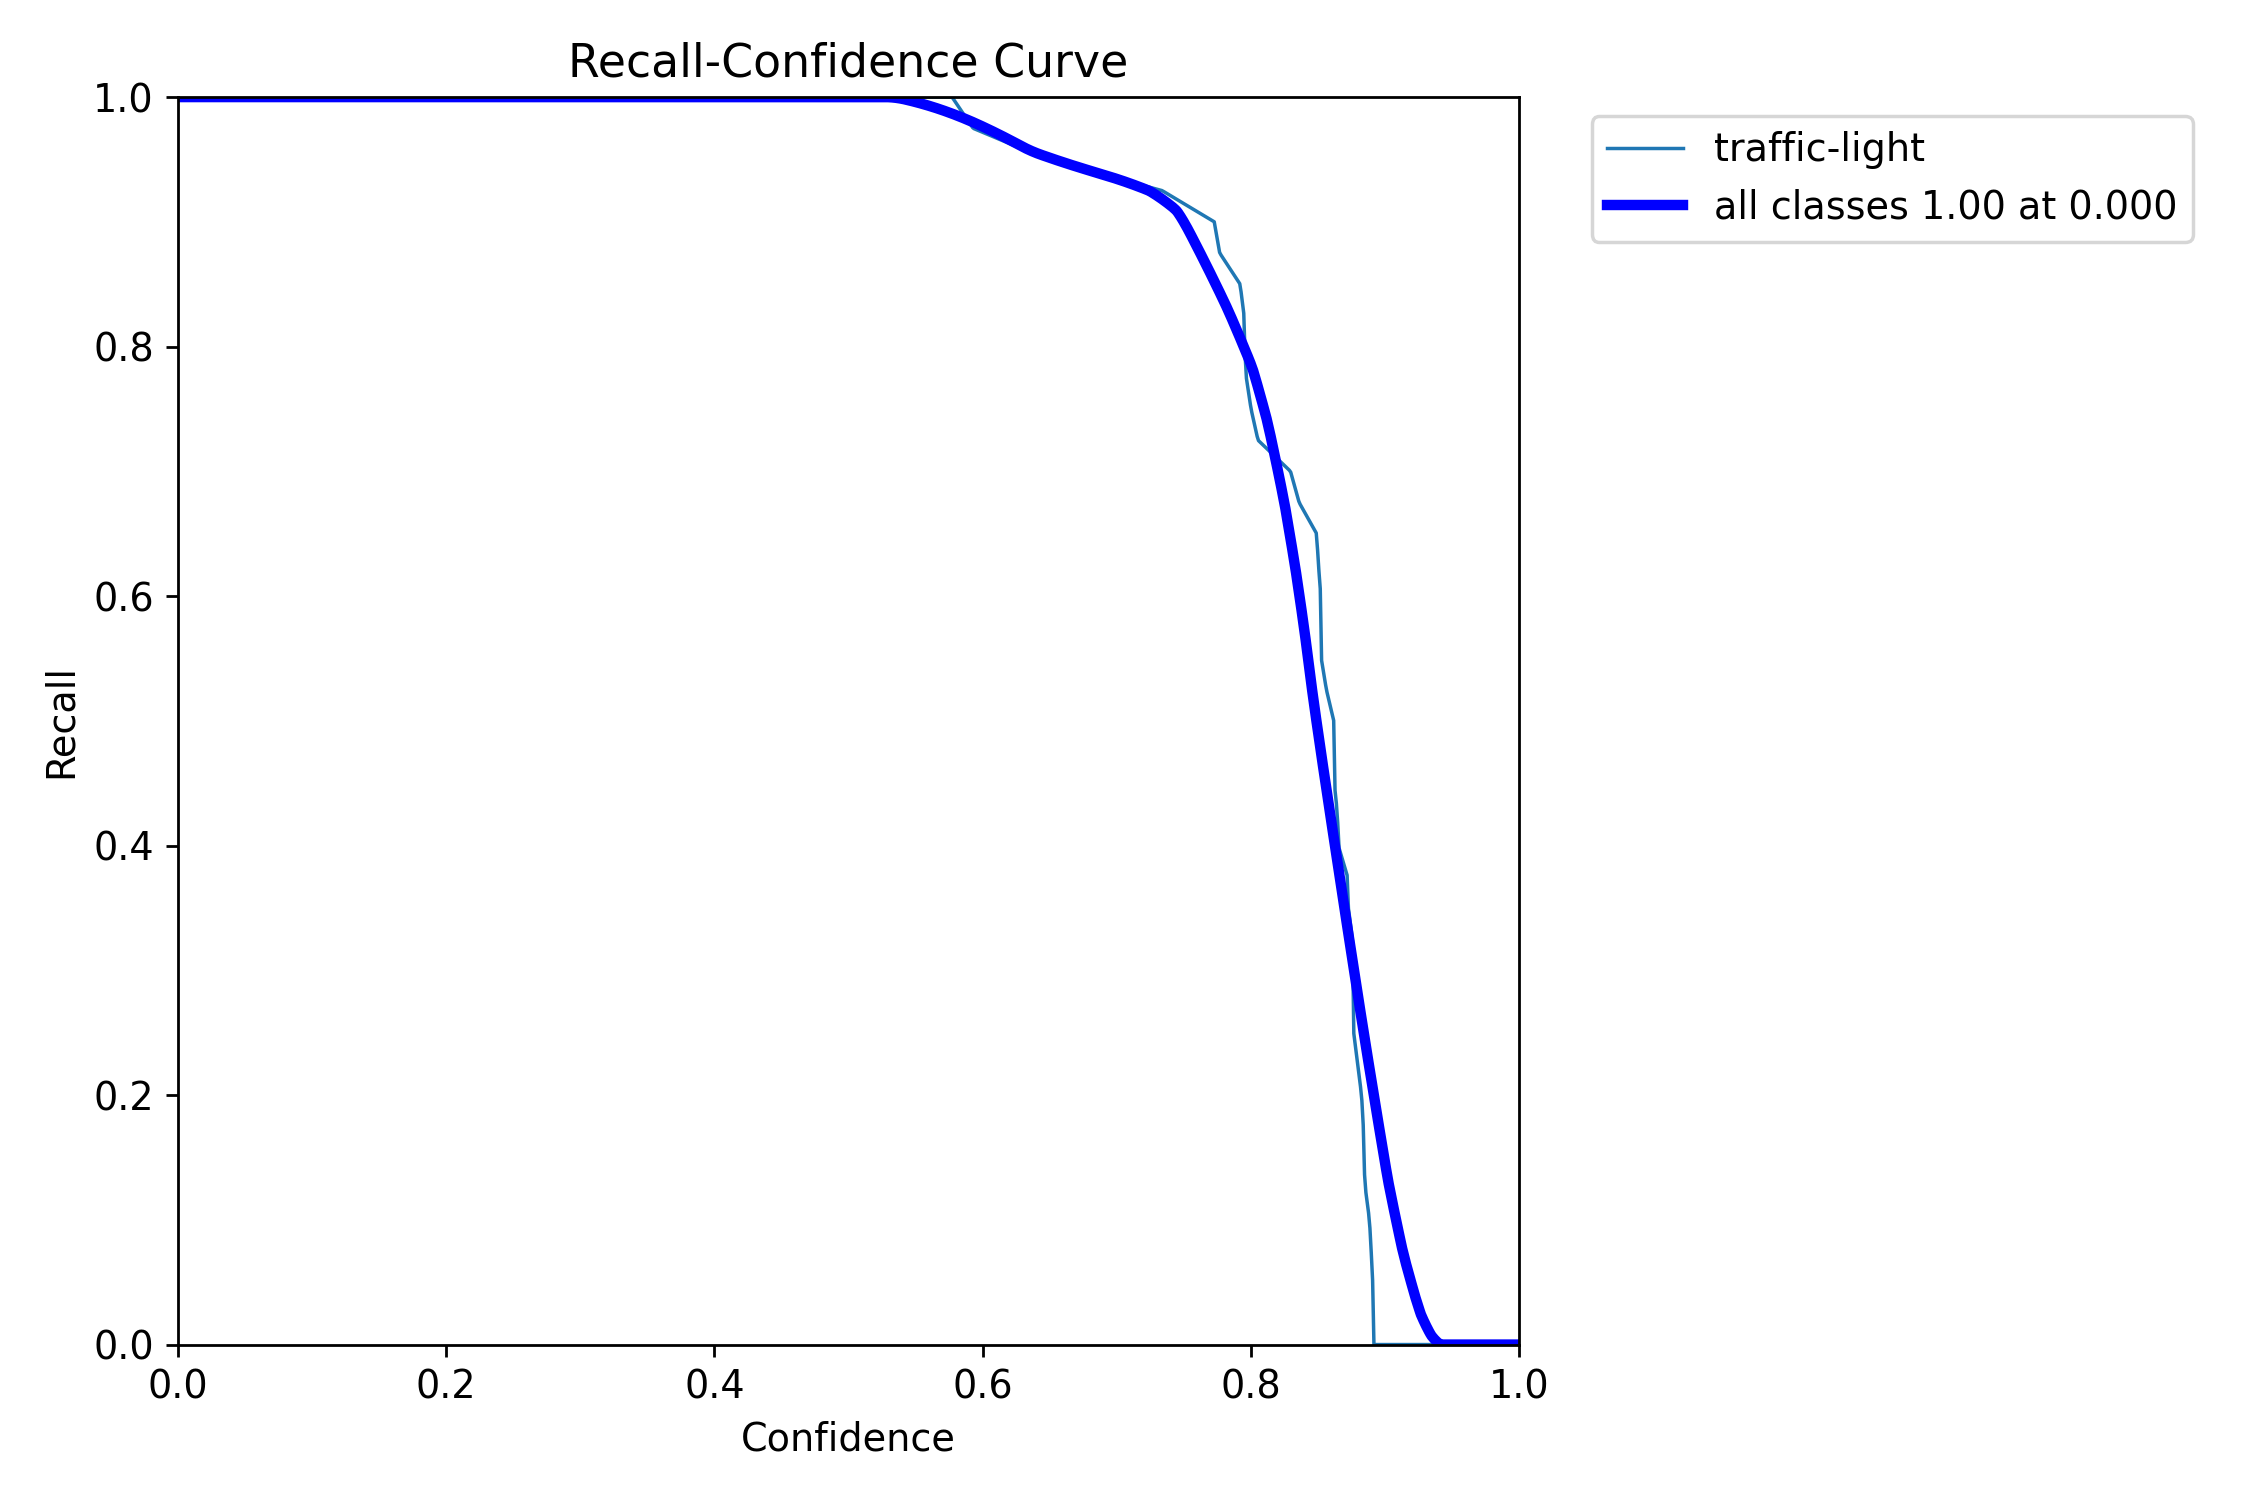 Recall-Confidence Curve
traffic-light
all classes 1.00 at 0.000
1.0
0.8
0.6
0.4
0.2
0.0
Recall
0.0 0.2 0.4 0.6 0.8 1.0
Confidence